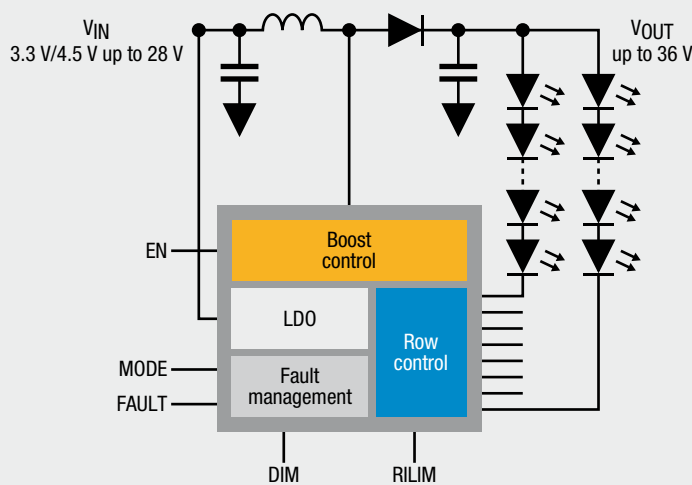 VIN
3.3 V/4.5 V up to 28 V
VOUT
up to 36 V
EN
Boost
control
LDO
Row
control
MODE
Fault
management
FAULT
DIM
RILIM